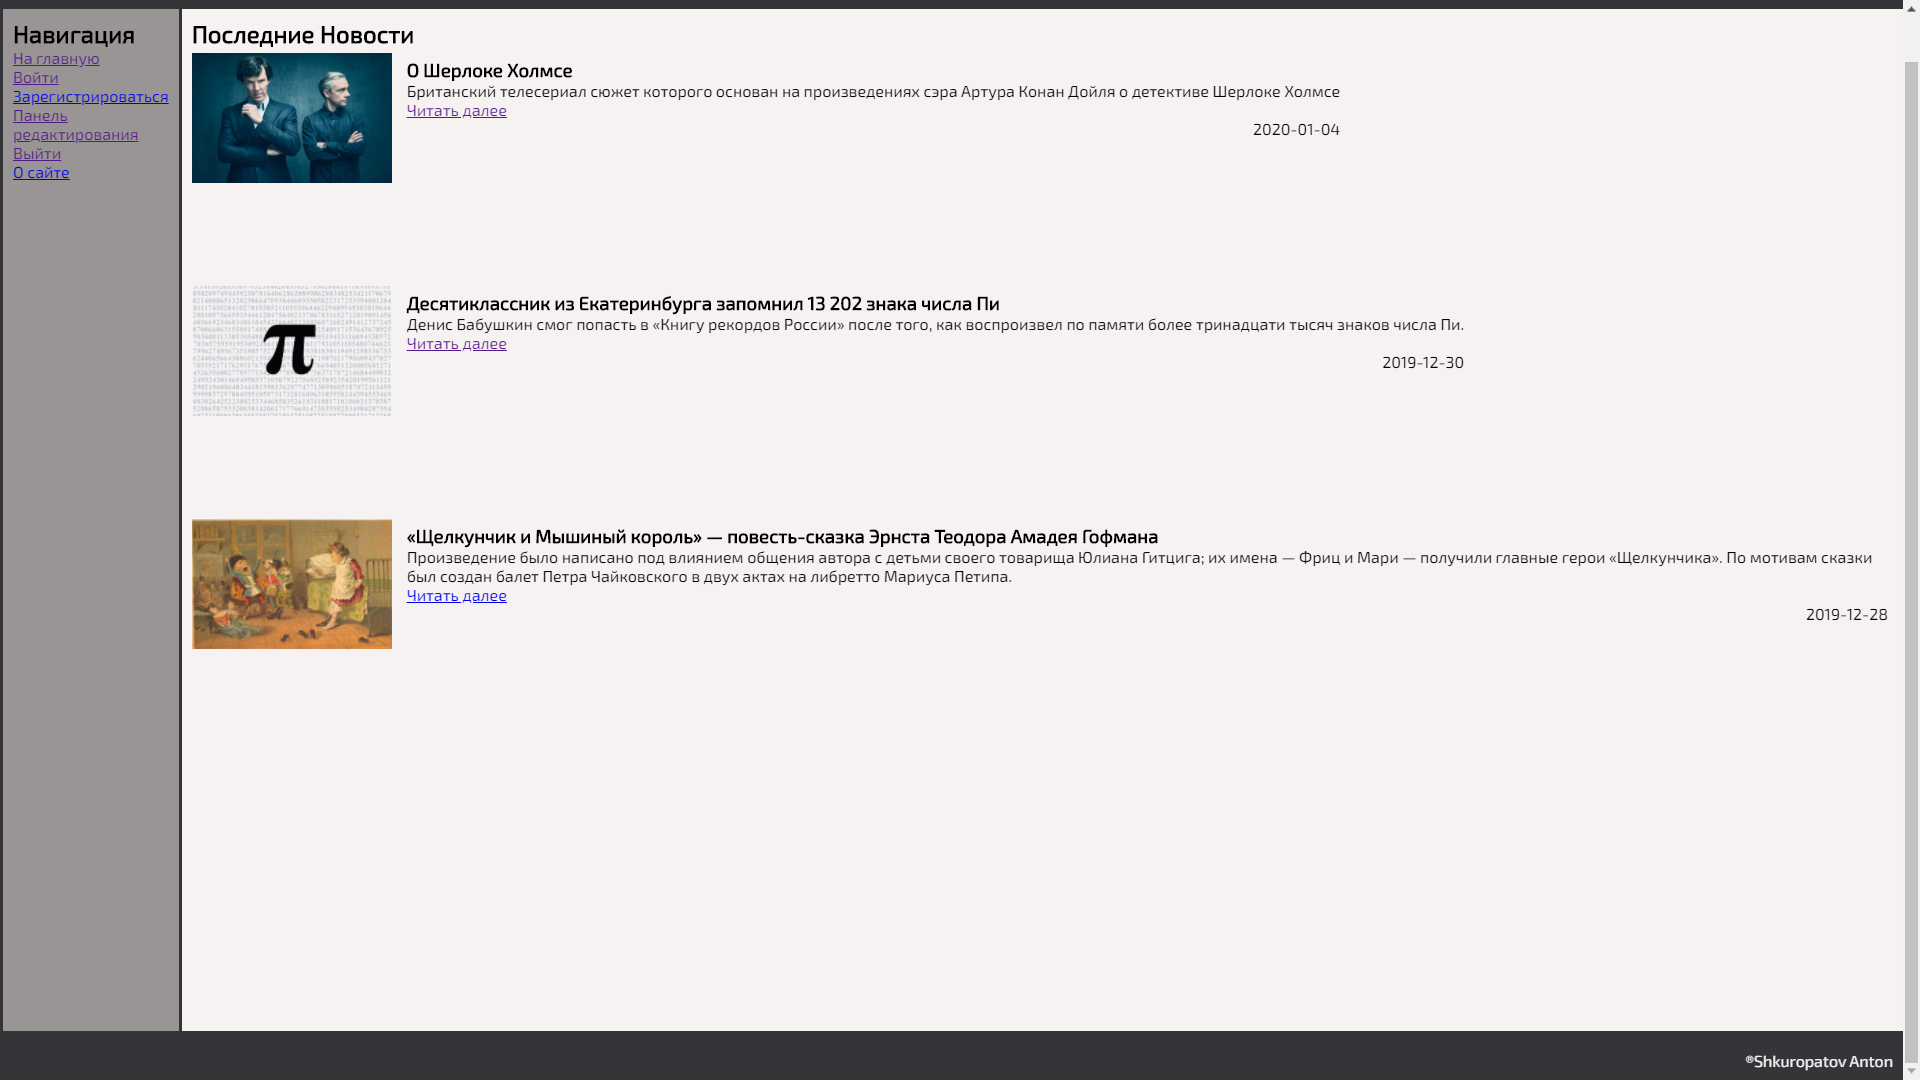 Навигация
На главную
Войти
Зарегистрироваться
Панель
редактирования
Выйти
О сайте
Последние Новости
О Шерлоке Холмсе
Британский телесериал сюжет которого основан на произведениях сэра Артура Конан Дойля о детективе Шерлоке Холмсе
Читать далее
2020-01-04
π
Десятиклассник из Екатеринбурга запомнил 13 202 знака числа Пи
Денис Бабушкин смог попасть в «Книгу рекордов России» после того, как воспроизвел по памяти более тринадцати тысяч знаков числа Пи.
Читать далее
2019-12-30
«Щелкунчик и Мышиный король» — повесть-сказка Эрнста Теодора Амадея Гофмана
Произведение было написано под влиянием общения автора с детьми своего товарища Юлиана Гитцига; их имена — Фриц и Мари — получили главные герои «Щелкунчика». По мотивам сказки
был создан балет Петра Чайковского в двух актах на либретто Мариуса Петипа.
Читать далее
2019-12-28
®Shkuropatov Anton